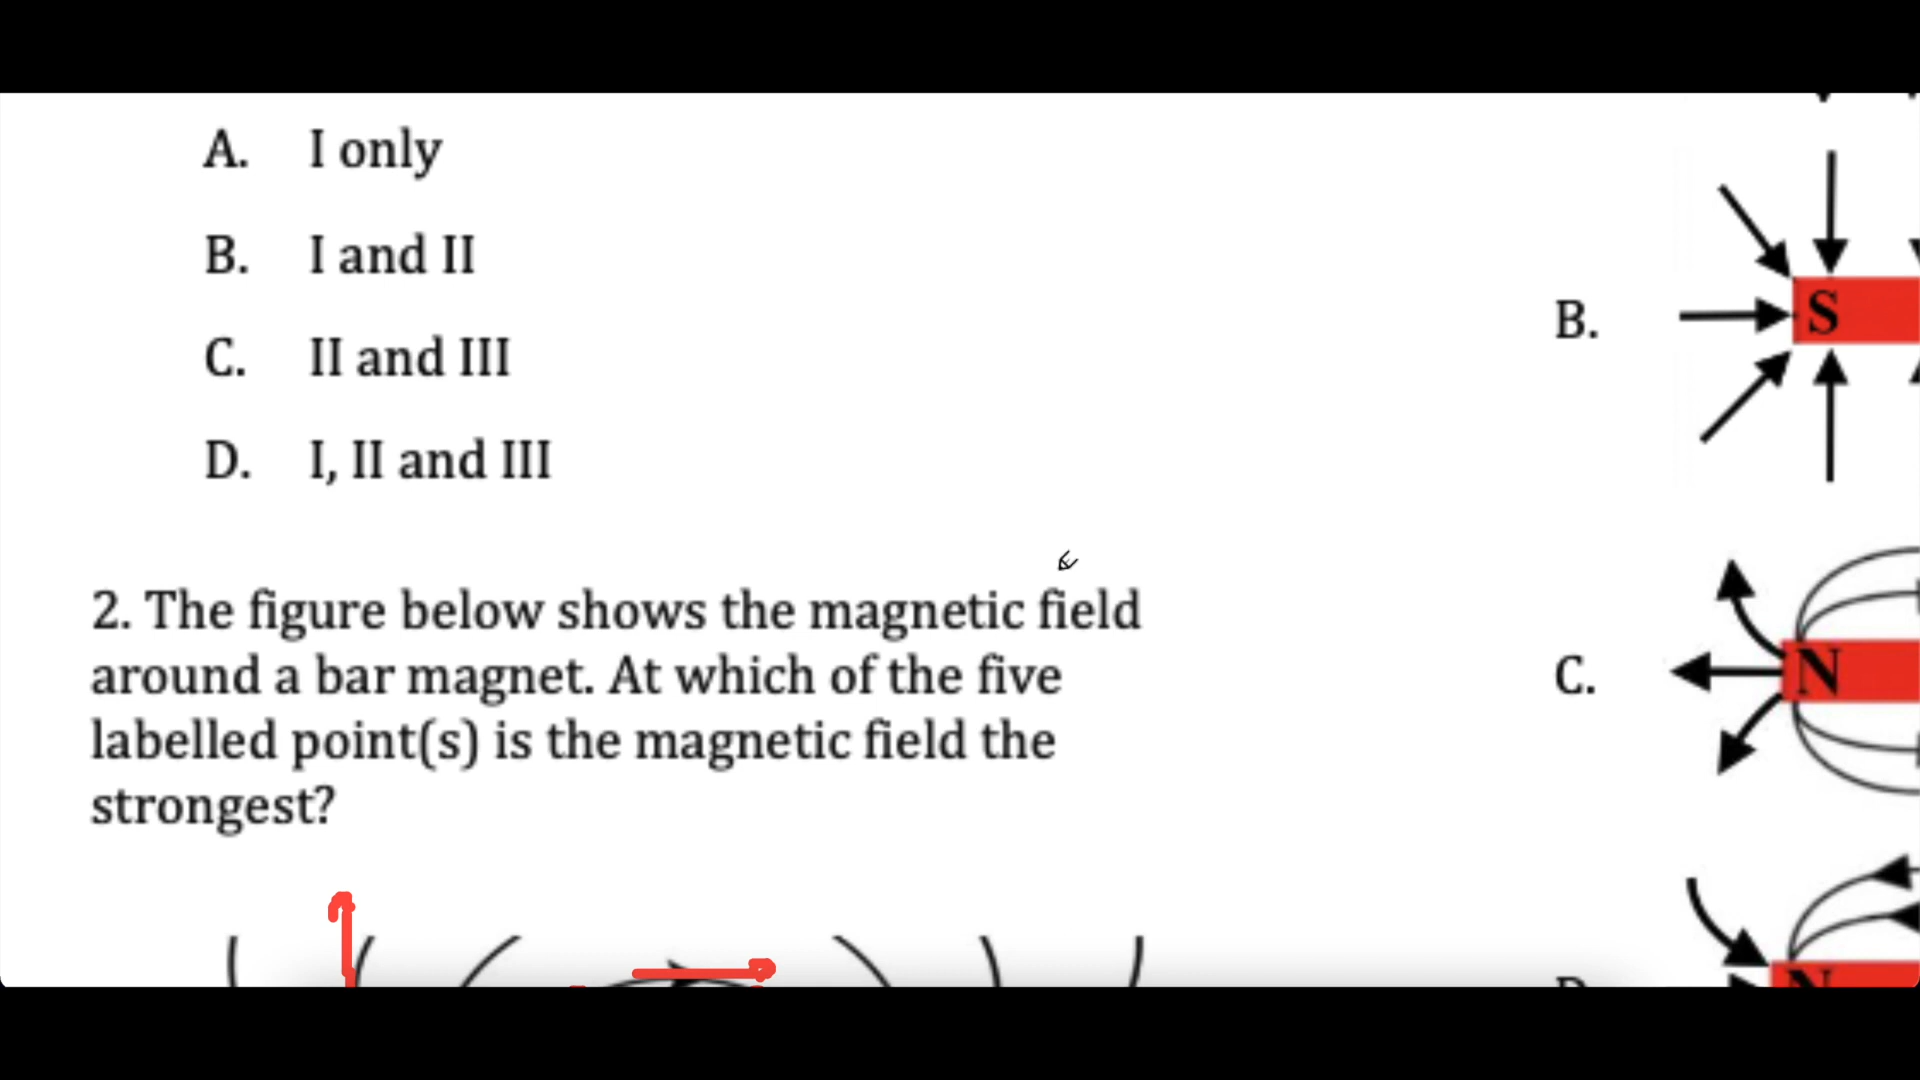 A. I only
B. I and II
C. II and III
D. I, II and III
2. The figure below shows the magnetic field
around a bar magnet. At which of the five
labelled point(s) is the magnetic field the
strongest?
B.
S
C.
N
D.
N